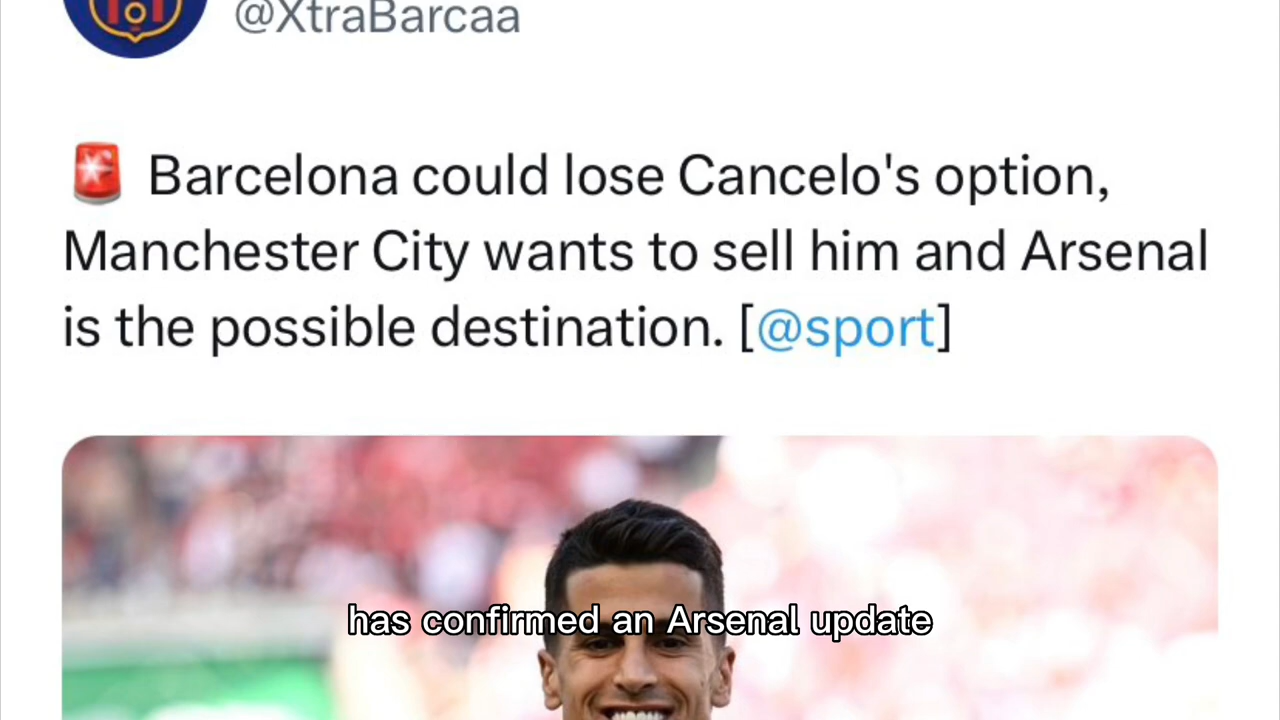 @XtraBarcaa
🚨 Barcelona could lose Cancelo's option,
Manchester City wants to sell him and Arsenal
is the possible destination. [@sport]
has confirmed an Arsenal update